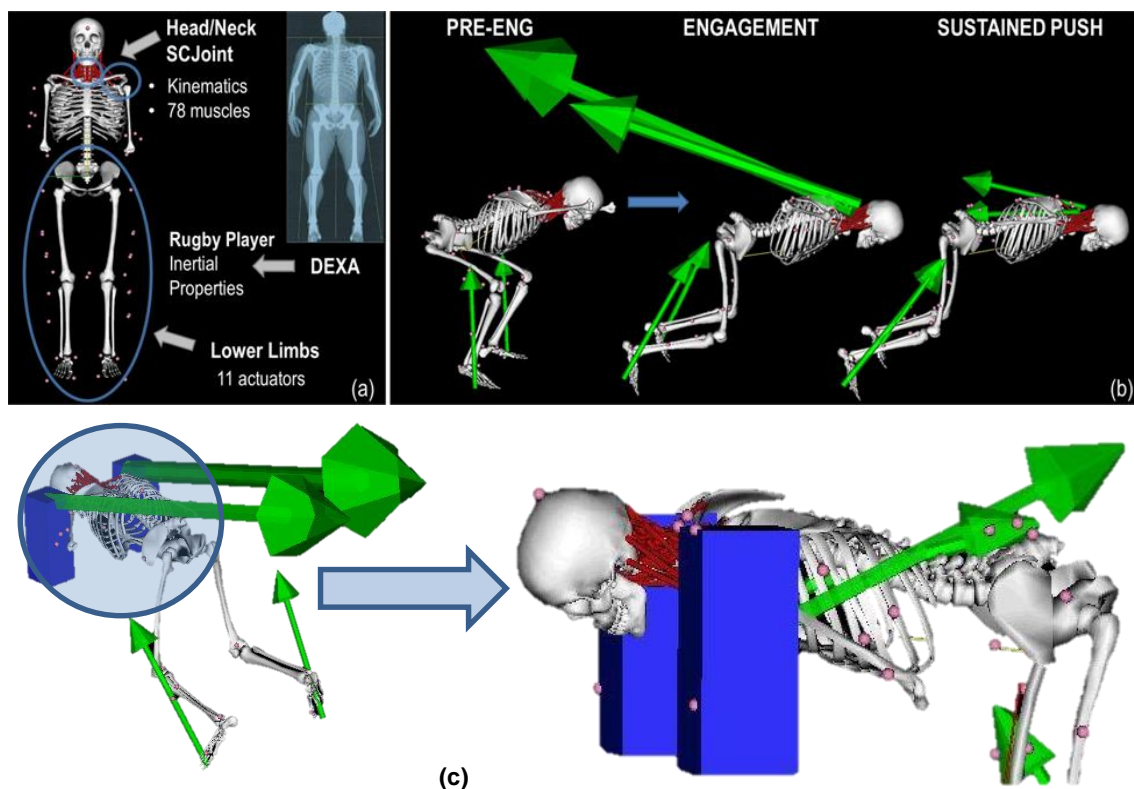 Head/Neck
SCJoint
• Kinematics
• 78 muscles
Rugby Player
Inertial
Properties
DEXA
Lower Limbs
11 actuators
(a)
PRE-ENG
ENGAGEMENT
SUSTAINED PUSH
(b)
(c)